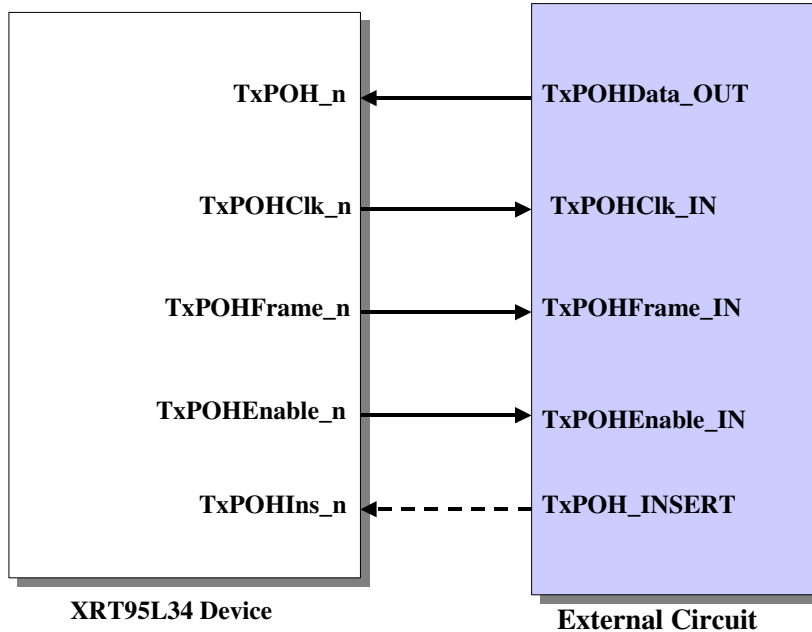 TxPOH_n
TxPOHData_OUT
TxPOHClk_n
TxPOHClk_IN
TxPOHFrame_n
TxPOHFrame_IN
TxPOHEnable_n
TxPOHEnable_IN
TxPOHIns_n
TxPOH_INSERT
XRT95L34 Device
External Circuit